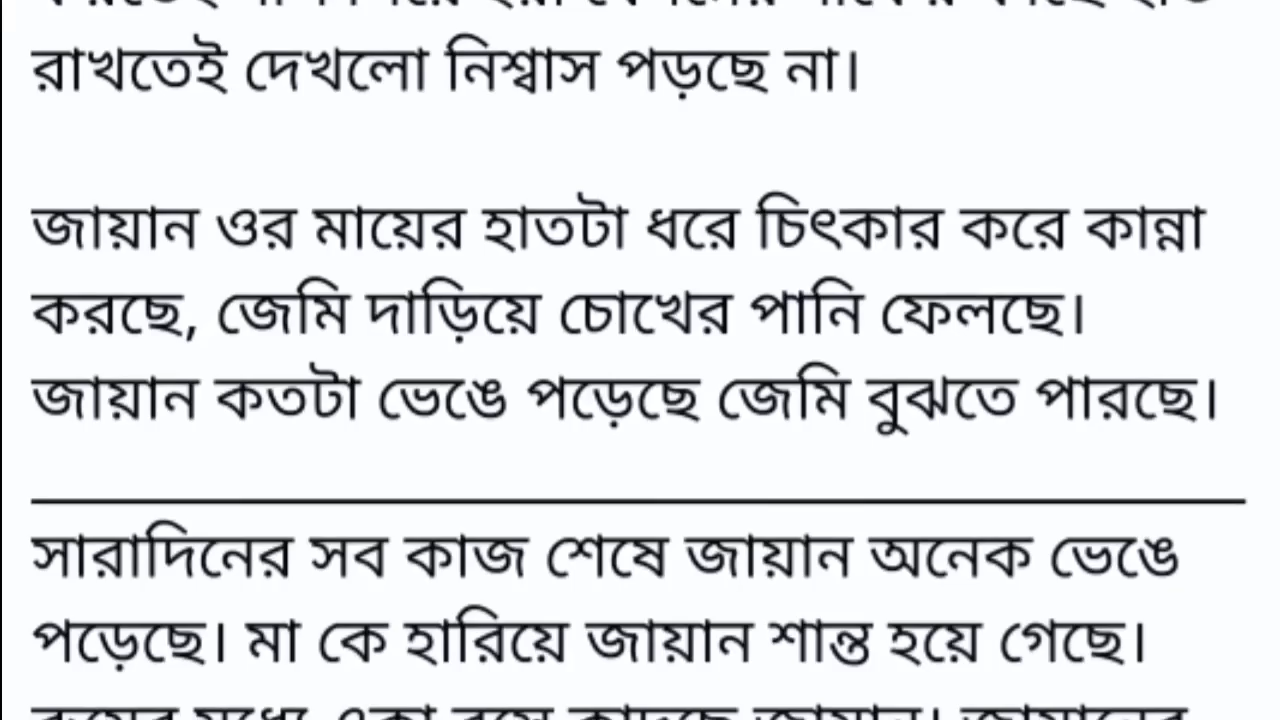 রাখতেই দেখলো নিশ্বাস পড়ছে না।
জায়ান ওর মায়ের হাতটা ধরে চিৎকার করে কান্না
করছে, জেমি দাড়িয়ে চোখের পানি ফেলছে।
জায়ান কতটা ভেঙে পড়েছে জেমি বুঝতে পারছে।
সারাদিনের সব কাজ শেষে জায়ান অনেক ভেঙে
পড়েছে। মা কে হারিয়ে জায়ান শান্ত হয়ে গেছে।